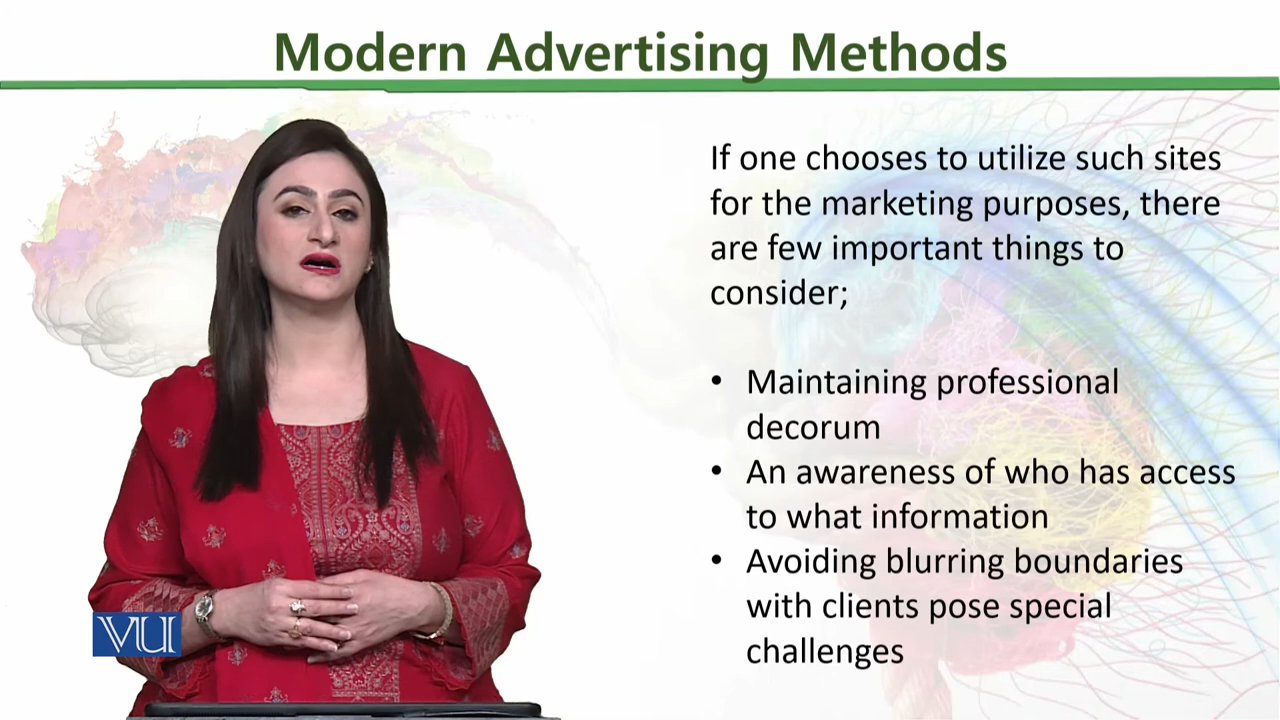 Modern Advertising Methods
If one chooses to utilize such sites
for the marketing purposes, there
are few important things to
consider;
• Maintaining professional
decorum
• An awareness of who has access
to what information
• Avoiding blurring boundaries
with clients pose special
challenges
VU